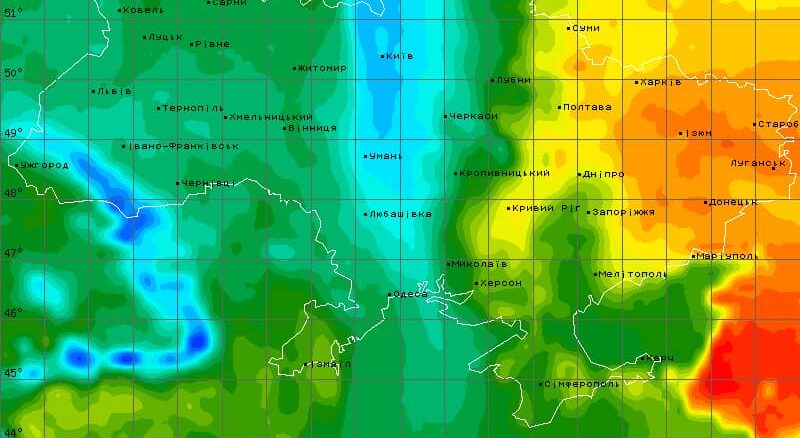 Сарни
Ковель
51°
Суми
Луцьк
Рівне
Київ
Житомир
50°
Лубни
Харків
Львів
Тернопіль
Полтава
Хмельницький
Черкаси
Старобі
49°
Вінниця
Ізюм
Івано-Франківськ
Умань
Ужгород
Луганськ
Кропивницький
Дніпро
Чернівці
48°
Донецьк
Любашівка
Кривий Ріг
Запоріжжя
47°
Маріуполь
Миколаїв
Мелітополь
Херсон
Одеса
46°
Керч
Ізмаїл
45°
Сімферополь
44°